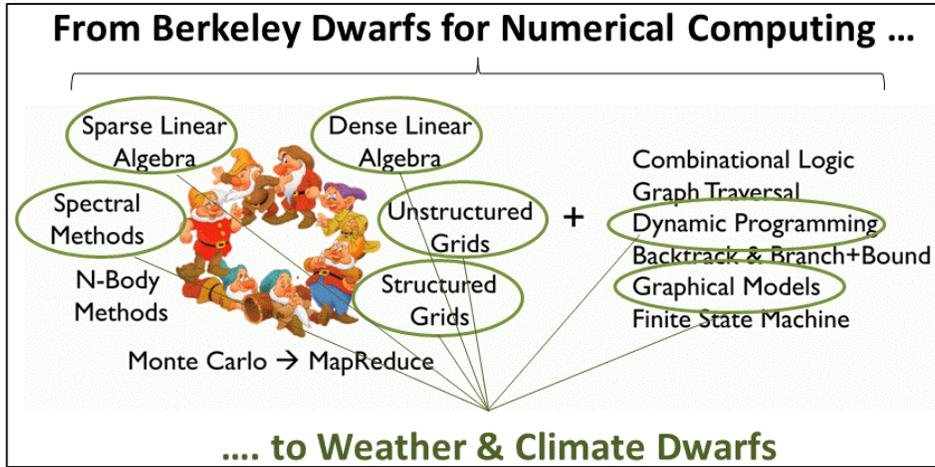 From Berkeley Dwarfs for Numerical Computing ...
Sparse Linear
Algebra
Dense Linear
Algebra
Spectral
Methods
Unstructured
Grids
N-Body
Methods
Structured
Grids
Monte Carlo → MapReduce
+
Combinational Logic
Graph Traversal
Dynamic Programming
Backtrack & Branch+Bound
Graphical Models
Finite State Machine
.... to Weather & Climate Dwarfs